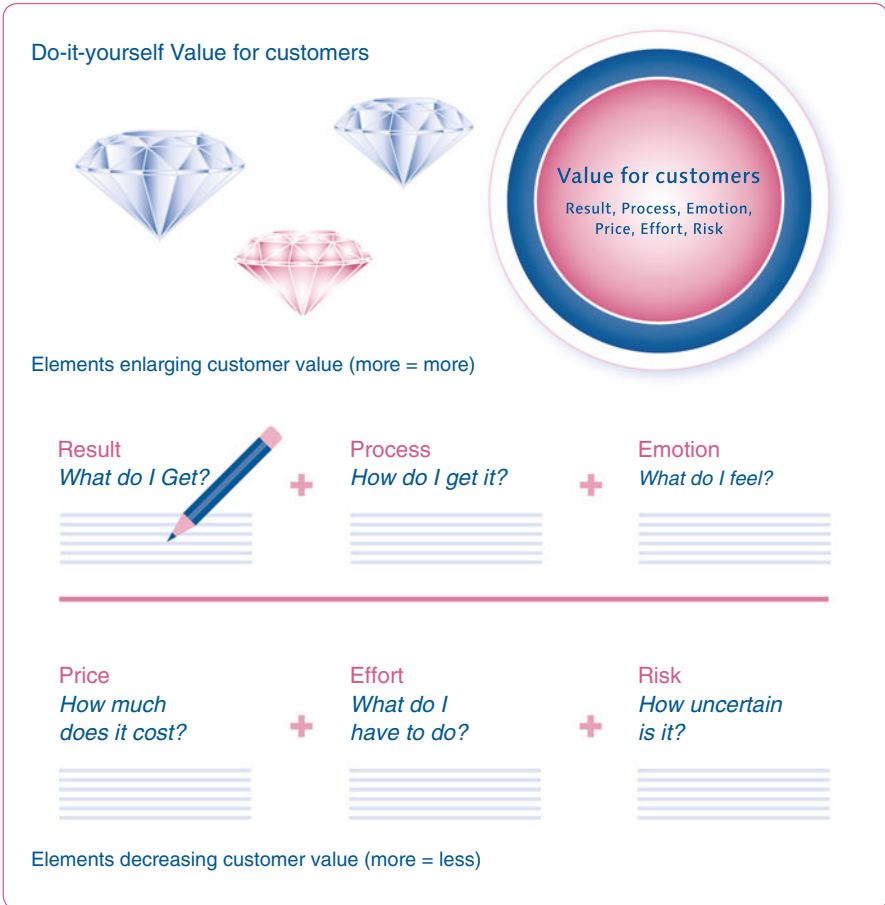 Do-it-yourself Value for customers
Value for customers
Result, Process, Emotion,
Price, Effort, Risk
Elements enlarging customer value (more = more)
Result
What do I Get?
+
Process
How do I get it?
+
Emotion
What do I feel?
Price
How much
does it cost?
+
Effort
What do I
have to do?
+
Risk
How uncertain
is it?
Elements decreasing customer value (more = less)